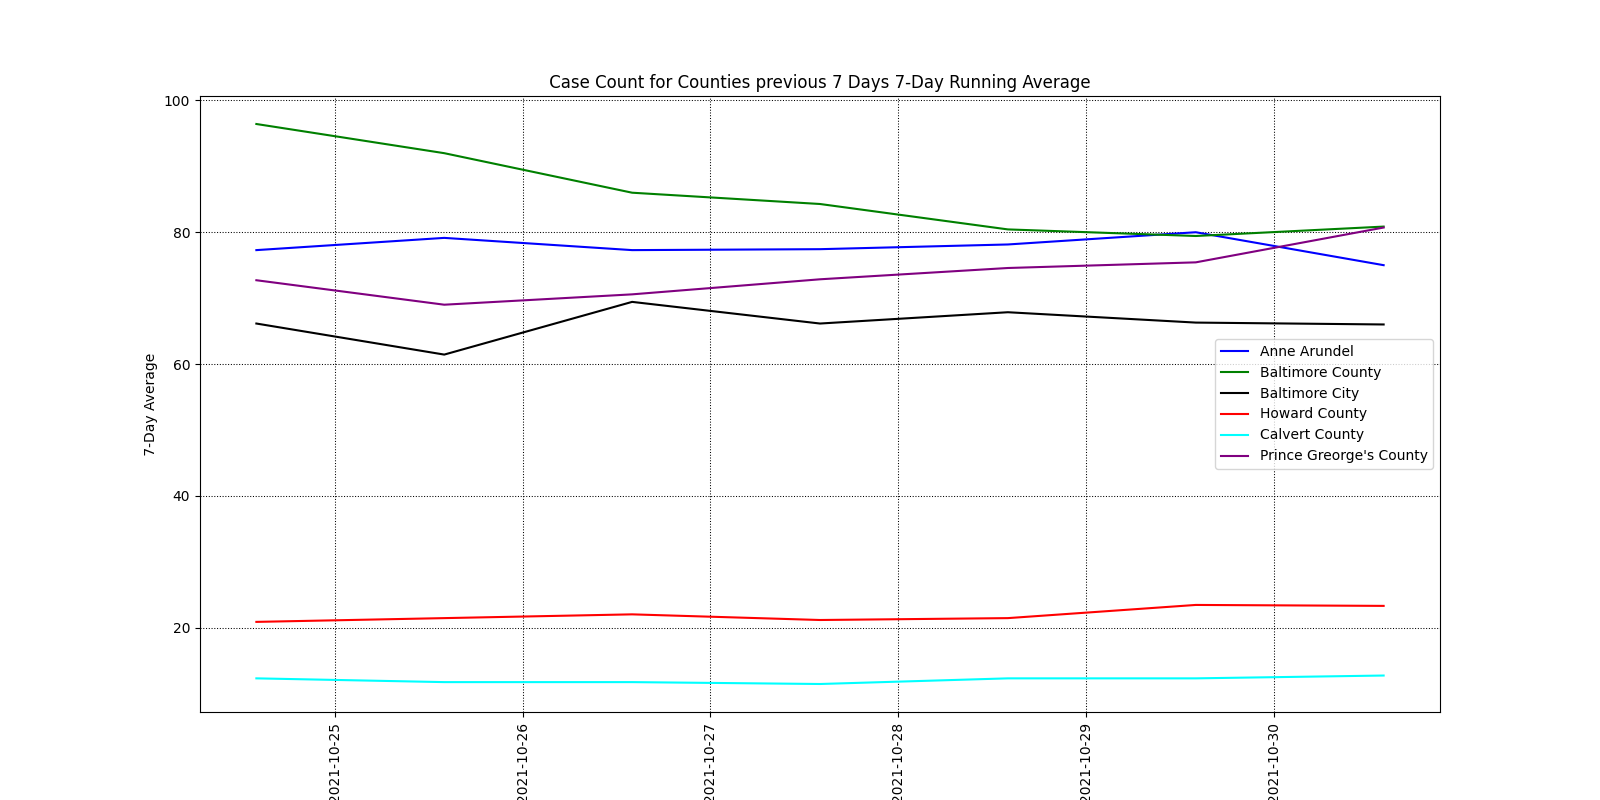 Case Count for Counties previous 7 Days 7-Day Running Average
100
80
60
40
20
7-Day Average
Anne Arundel
Baltimore County
Baltimore City
Howard County
Calvert County
Prince Greorge's County
2021-10-25
2021-10-26
2021-10-27
2021-10-28
2021-10-29
2021-10-30